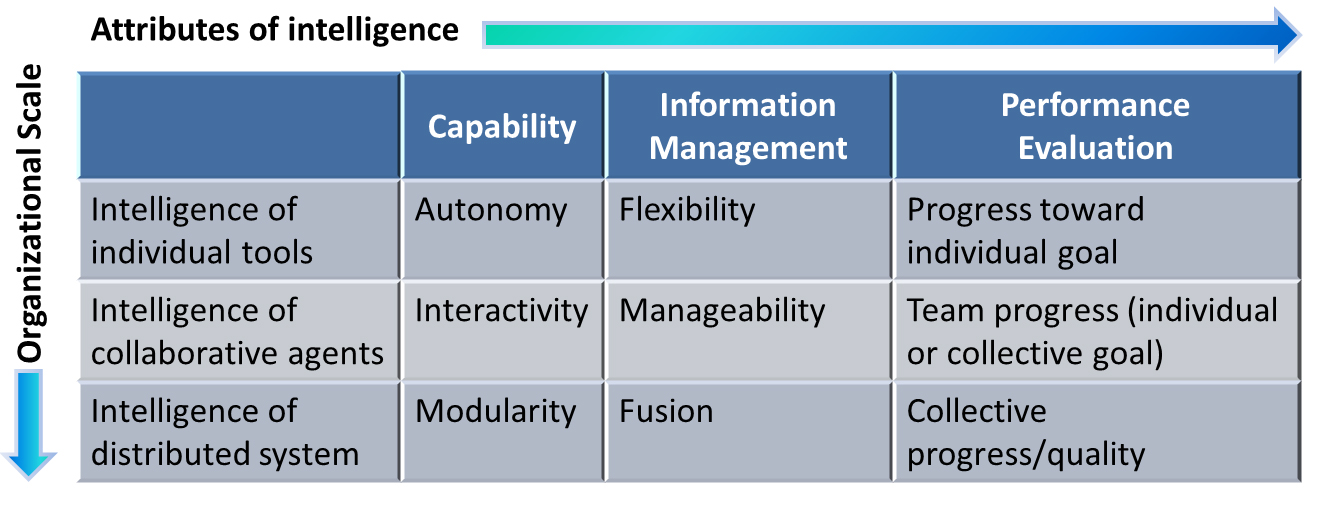 Attributes of intelligence
Organizational Scale
Capability
Information
Management
Performance
Evaluation
Intelligence of
individual tools
Autonomy
Flexibility
Progress toward
individual goal
Intelligence of
collaborative agents
Interactivity
Manageability
Team progress (individual
or collective goal)
Intelligence of
distributed system
Modularity
Fusion
Collective
progress/quality